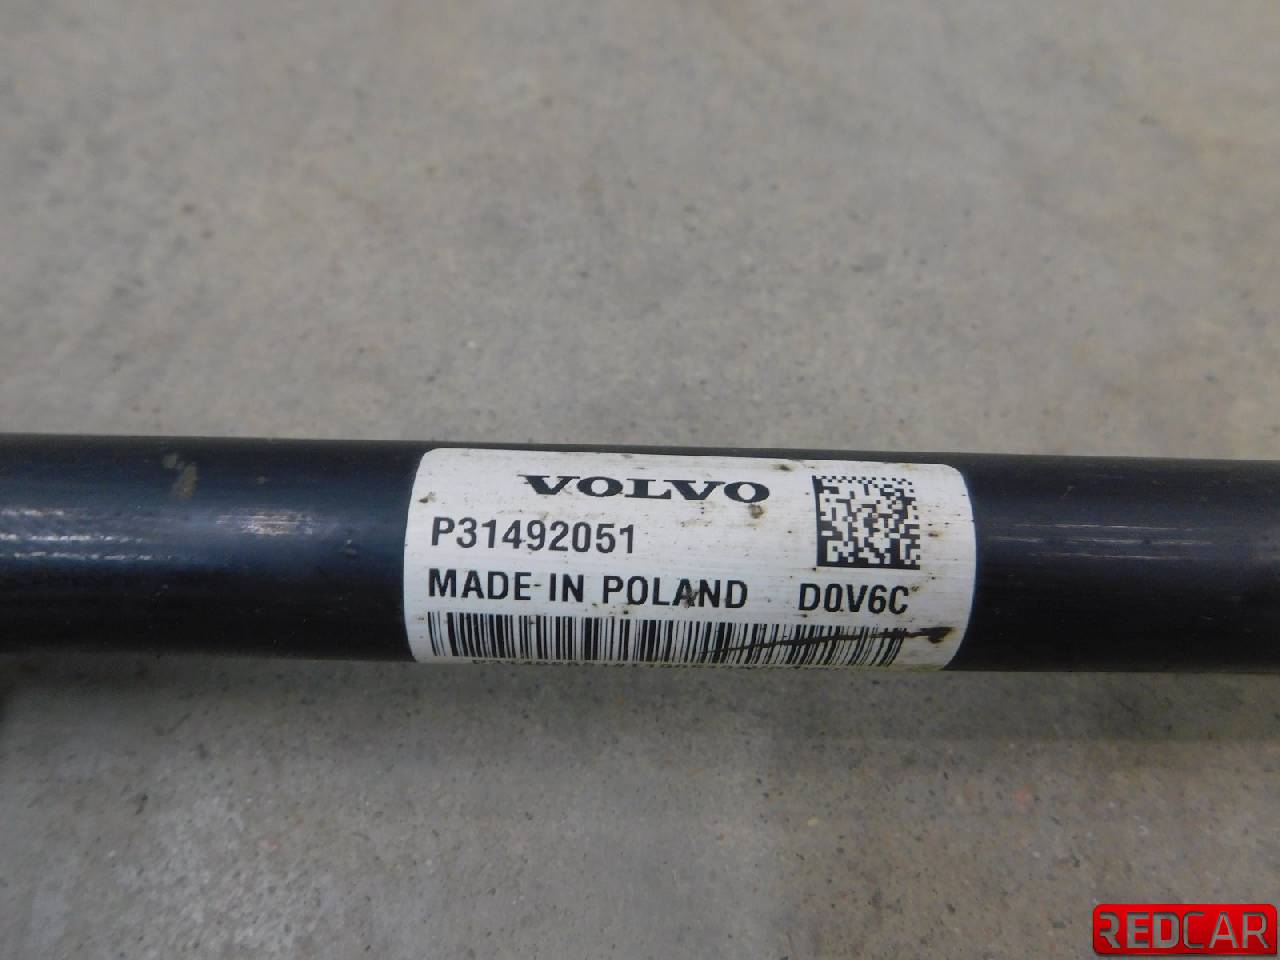 VOLVO
P31492051
MADE IN POLAND D0V6C
REDCAR